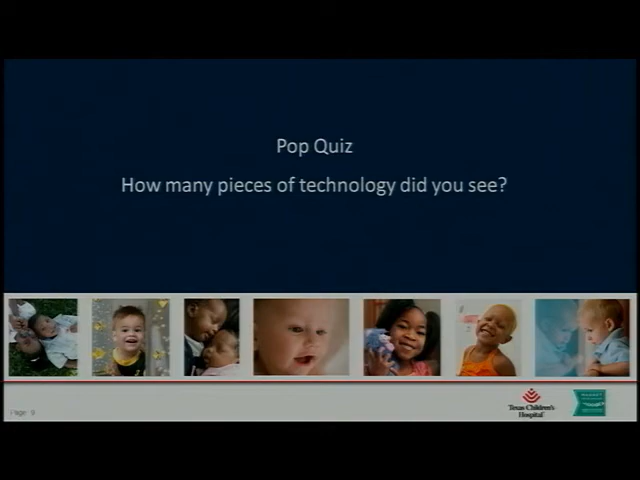 Pop Quiz
How many pieces of technology did you see?
Page 9
Texas Children's
Hospital